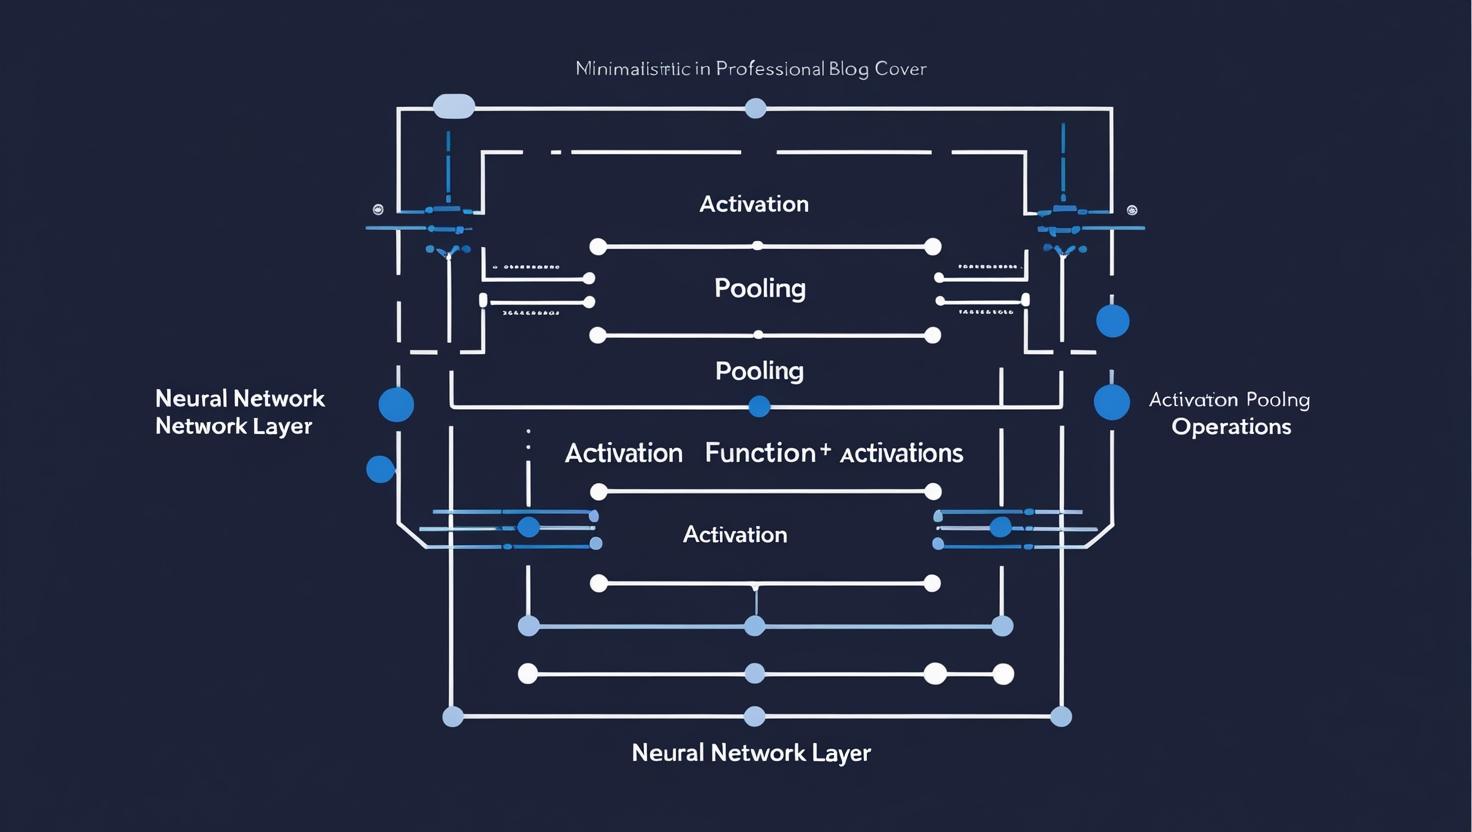 Minimalistic in Professional Blog Cover
Activation
Pooling
Pooling
Neural Network
Network Layer
Activation Pooling
Operations
Activation Function+ Activations
Activation
Neural Network Layer